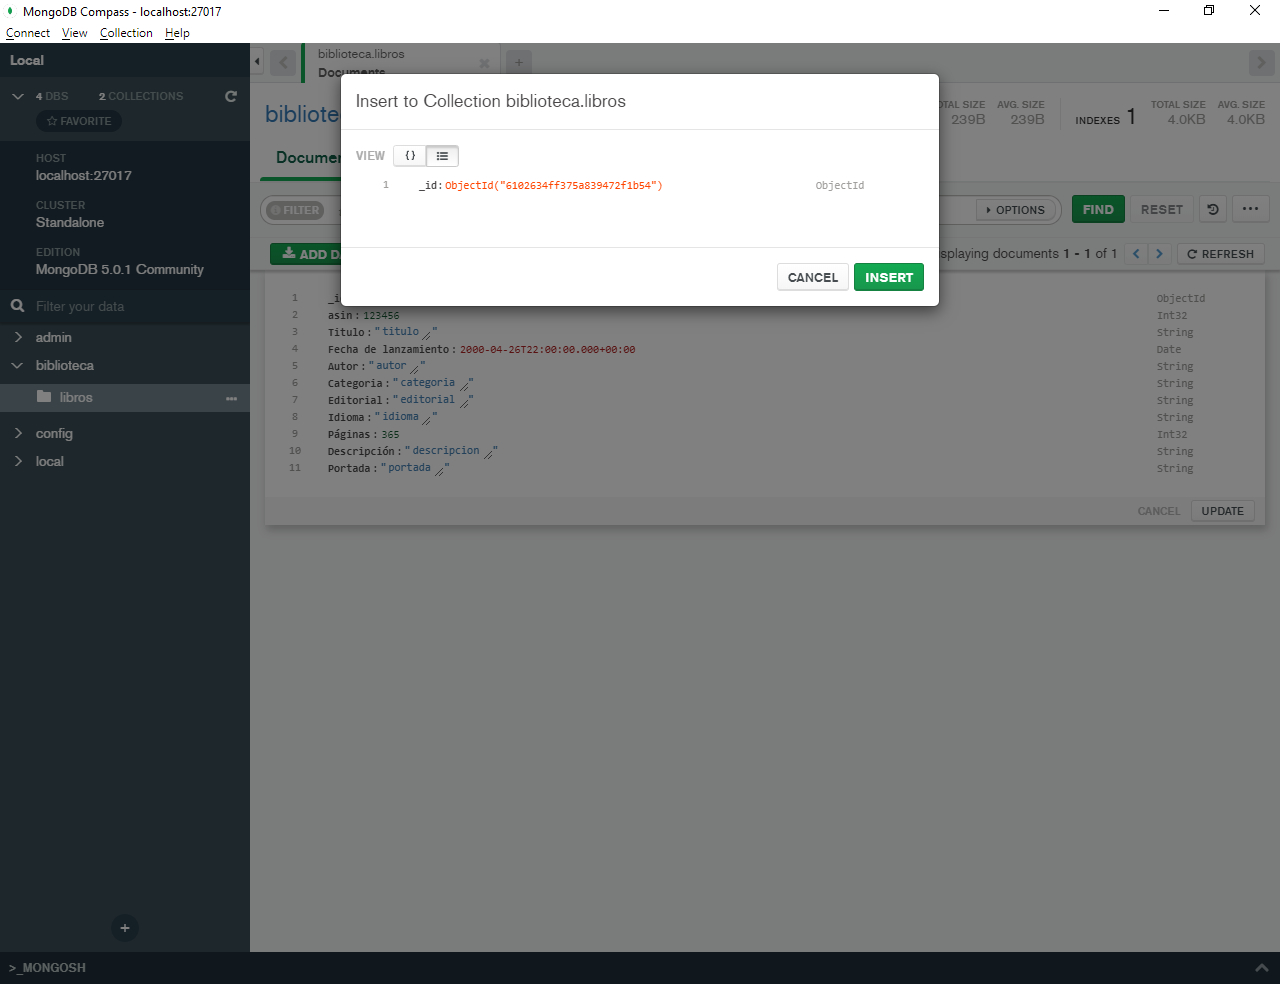 MongoDB Compass - localhost:27017
Connect View Collection Help
Local
4 DBS 2 COLLECTIONS
FAVORITE
HOST
localhost:27017
CLUSTER
Standalone
EDITION
MongoDB 5.0.1 Community
Filter your data
admin
biblioteca
libros
config
local
>_MONGOSH
biblioteca.libros
Documents
TOTAL SIZE 239B
AVG. SIZE 239B
INDEXES 1
TOTAL SIZE 4.0KB
AVG. SIZE 4.0KB
FILTER
OPTIONS
FIND
RESET
ADD
1 - 1 of 1
REFRESH
Insert to Collection biblioteca.libros
VIEW {}
1 _id: ObjectId("6102634ff375a839472f1b54") ObjectId
CANCEL INSERT
1 ObjectId
2 asin : 123456 Int32
3 Titulo : "titulo" String
4 Fecha de lanzamiento : 2000-04-26T22:00:00.000+00:00 Date
5 Autor : "autor" String
6 Categoria : "categoria" String
7 Editorial : "editorial" String
8 Idioma : "idioma" String
9 Páginas : 365 Int32
10 Descripción : "descripcion" String
11 Portada : "portada" String
CANCEL UPDATE